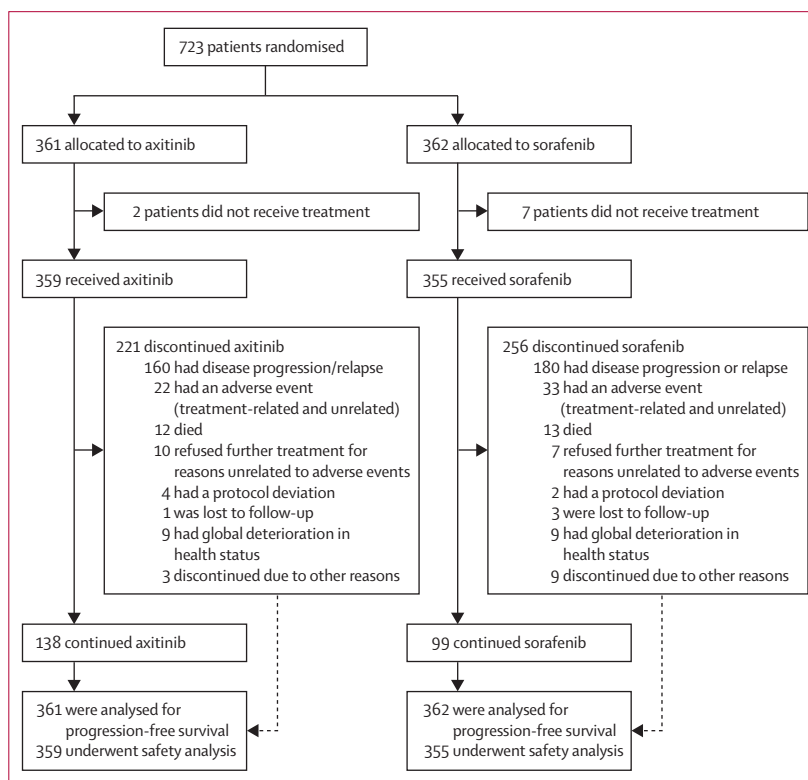 723 patients randomised
361 allocated to axitinib
362 allocated to sorafenib
2 patients did not receive treatment
7 patients did not receive treatment
359 received axitinib
355 received sorafenib
221 discontinued axitinib
160 had disease progression/relapse
22 had an adverse event
(treatment-related and unrelated)
12 died
10 refused further treatment for
reasons unrelated to adverse events
4 had a protocol deviation
1 was lost to follow-up
9 had global deterioration in
health status
3 discontinued due to other reasons
256 discontinued sorafenib
180 had disease progression or relapse
33 had an adverse event
(treatment-related and unrelated)
13 died
7 refused further treatment for
reasons unrelated to adverse events
2 had a protocol deviation
3 were lost to follow-up
9 had global deterioration in
health status
9 discontinued due to other reasons
138 continued axitinib
99 continued sorafenib
361 were analysed for
progression-free survival
359 underwent safety analysis
362 were analysed for
progression-free survival
355 underwent safety analysis